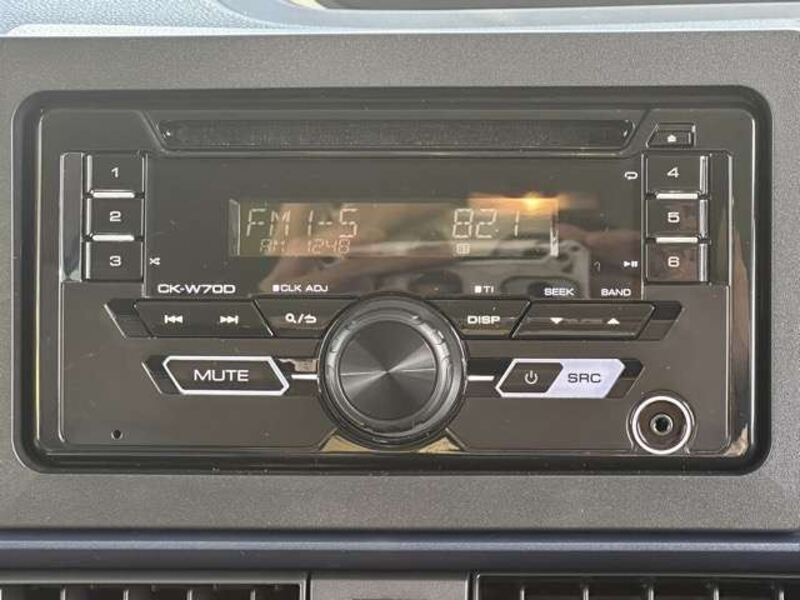 1
2
3
4
5
6
FM1-5 82.1
AM 12:48
CK-W70D
CLK ADJ
TI
SEEK
BAND
DISP
MUTE
SRC